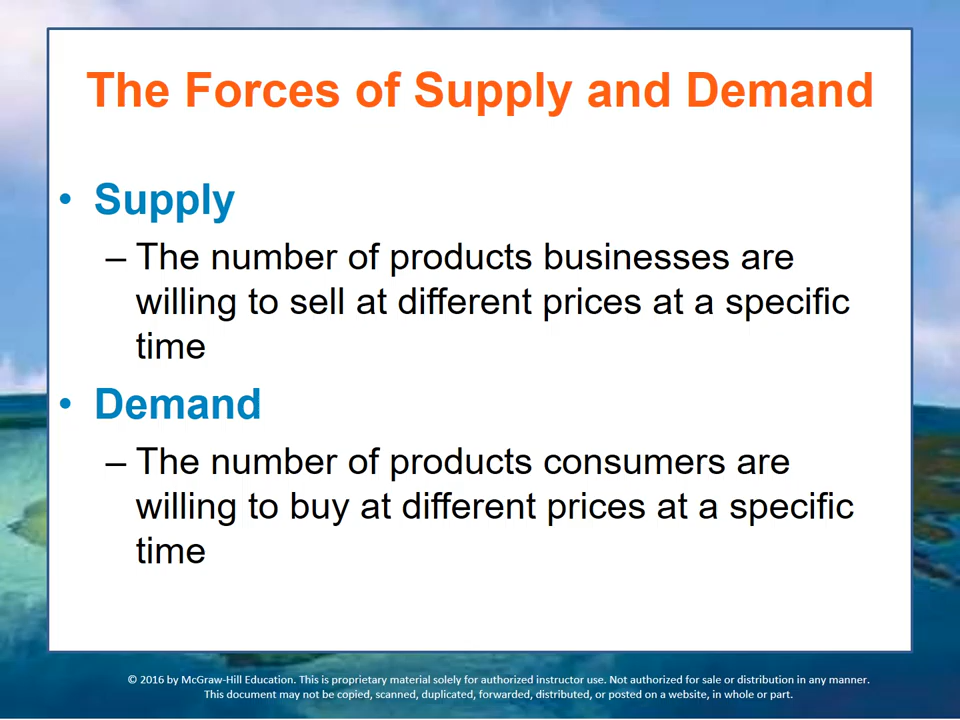 The Forces of Supply and Demand
• Supply
– The number of products businesses are
willing to sell at different prices at a specific
time
• Demand
– The number of products consumers are
willing to buy at different prices at a specific
time
© 2016 by McGraw-Hill Education. This is proprietary material solely for authorized instructor use. Not authorized for sale or distribution in any manner.
This document may not be copied, scanned, duplicated, forwarded, distributed, or posted on a website, in whole or part.